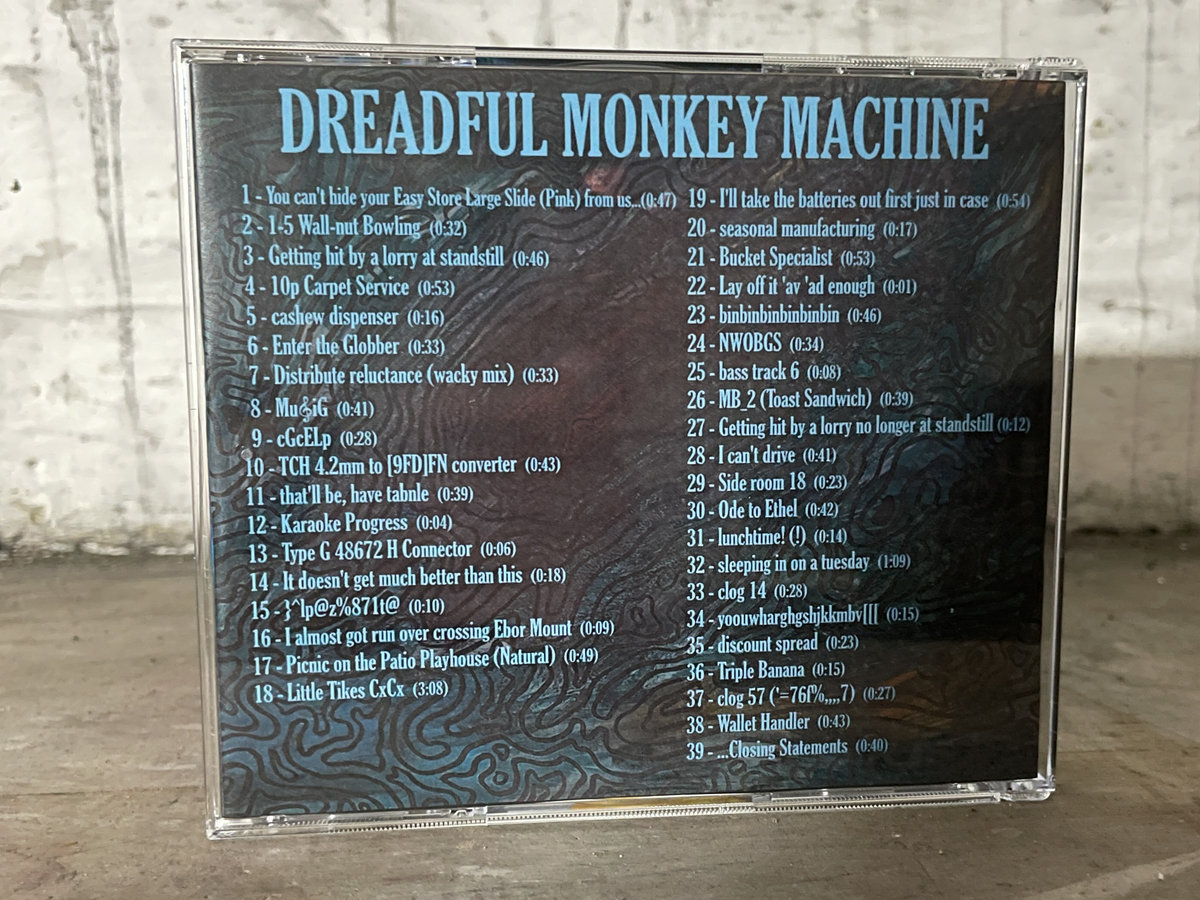 DREADFUL MONKEY MACHINE
1 - You can't hide your Easy Store Large Slide (Pink) from us...(0:47)
2 - 1-5 Wall-nut Bowling (0:32)
3 - Getting hit by a lorry at standstill (0:46)
4 - 10p Carpet Service (0:53)
5 - cashew dispenser (0:16)
6 - Enter the Globber (0:33)
7 - Distribute reluctance (wacky mix) (0:33)
8 - Mu𝄞iG (0:41)
9 - cGcELp (0:28)
10 - TCH 4.2mm to [9FD]FN converter (0:43)
11 - that'll be, have tabnle (0:39)
12 - Karaoke Progress (0:04)
13 - Type G 48672 H Connector (0:06)
14 - It doesn't get much better than this (0:18)
15 - }^lp@z%871t@ (0:10)
16 - I almost got run over crossing Ebor Mount (0:09)
17 - Picnic on the Patio Playhouse (Natural) (0:49)
18 - Little Tikes CxCx (3:08)
19 - I'll take the batteries out first just in case (0:54)
20 - seasonal manufacturing (0:17)
21 - Bucket Specialist (0:53)
22 - Lay off it 'av 'ad enough (0:01)
23 - binbinbinbinbinbin (0:46)
24 - NWOBGS (0:34)
25 - bass track 6 (0:08)
26 - MB_2 (Toast Sandwich) (0:39)
27 - Getting hit by a lorry no longer at standstill (0:12)
28 - I can't drive (0:41)
29 - Side room 18 (0:23)
30 - Ode to Ethel (0:42)
31 - lunchtime! (!) (0:14)
32 - sleeping in on a tuesday (1:09)
33 - clog 14 (0:28)
34 - yoouwharghgshjkkmbv[[[ (0:15)
35 - discount spread (0:23)
36 - Triple Banana (0:15)
37 - clog 57 ('=76f%,,,,7) (0:27)
38 - Wallet Handler (0:43)
39 - ...Closing Statements (0:40)